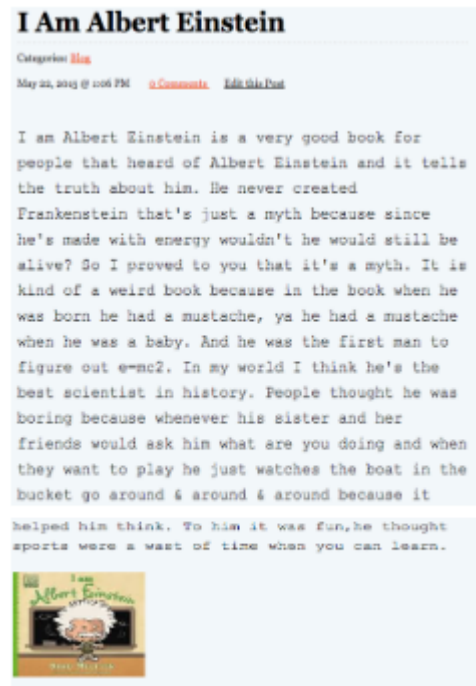 I Am Albert Einstein
Categories: Blog
May 22, 2013 @ 1:06 PM 0 Comments Edit this Post
I am Albert Einstein is a very good book for
people that heard of Albert Einstein and it tells
the truth about him. He never created
Frankenstein that's just a myth because since
he's made with energy wouldn't he would still be
alive? So I proved to you that it's a myth. It is
kind of a weird book because in the book when he
was born he had a mustache, ya he had a mustache
when he was a baby. And he was the first man to
figure out e=mc2. In my world I think he's the
best scientist in history. People thought he was
boring because whenever his sister and her
friends would ask him what are you doing and when
they want to play he just watches the boat in the
bucket go around & around & around because it
helped him think. To him it was fun,he thought
sports were a wast of time when you can learn.
I am
Albert Einstein